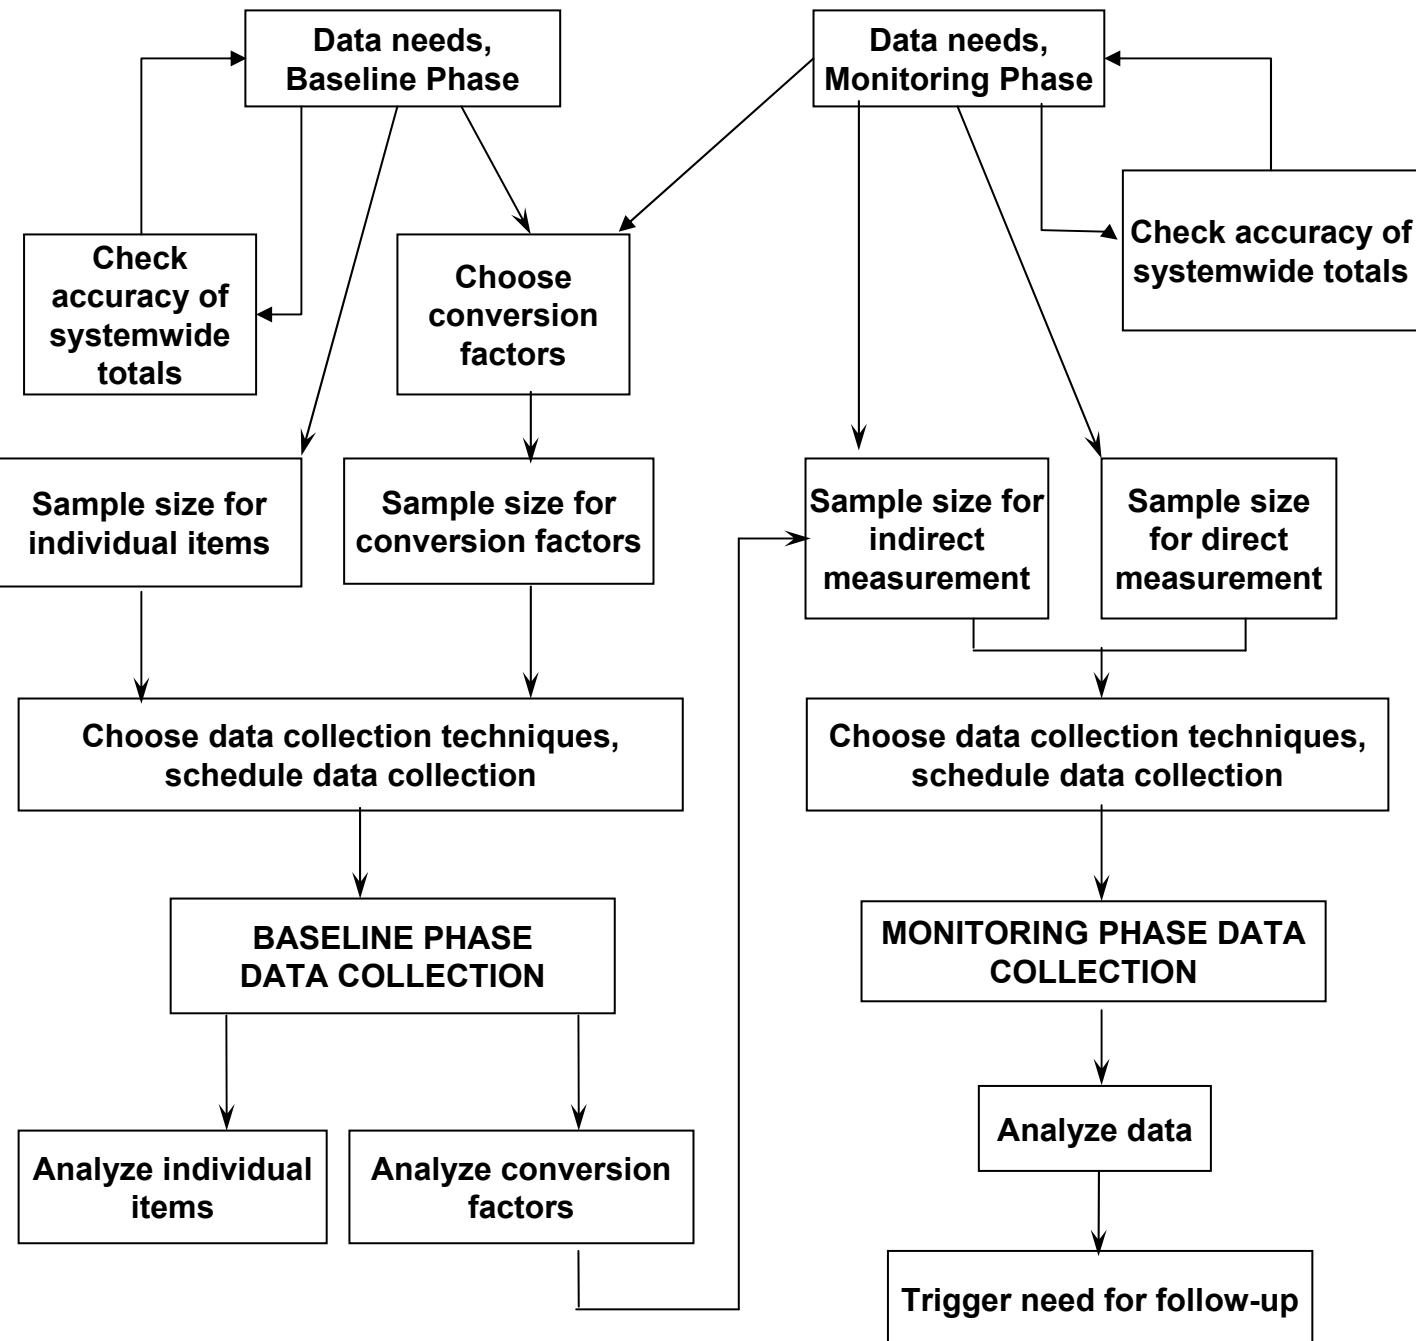 Data needs,
Baseline Phase
Data needs,
Monitoring Phase
Check
accuracy of
systemwide
totals
Choose
conversion
factors
Check accuracy of
systemwide totals
Sample size for
individual items
Sample size for
conversion factors
Sample size for
indirect
measurement
Sample size
for direct
measurement
Choose data collection techniques,
schedule data collection
Choose data collection techniques,
schedule data collection
BASELINE PHASE
DATA COLLECTION
MONITORING PHASE DATA
COLLECTION
Analyze individual
items
Analyze conversion
factors
Analyze data
Trigger need for follow-up